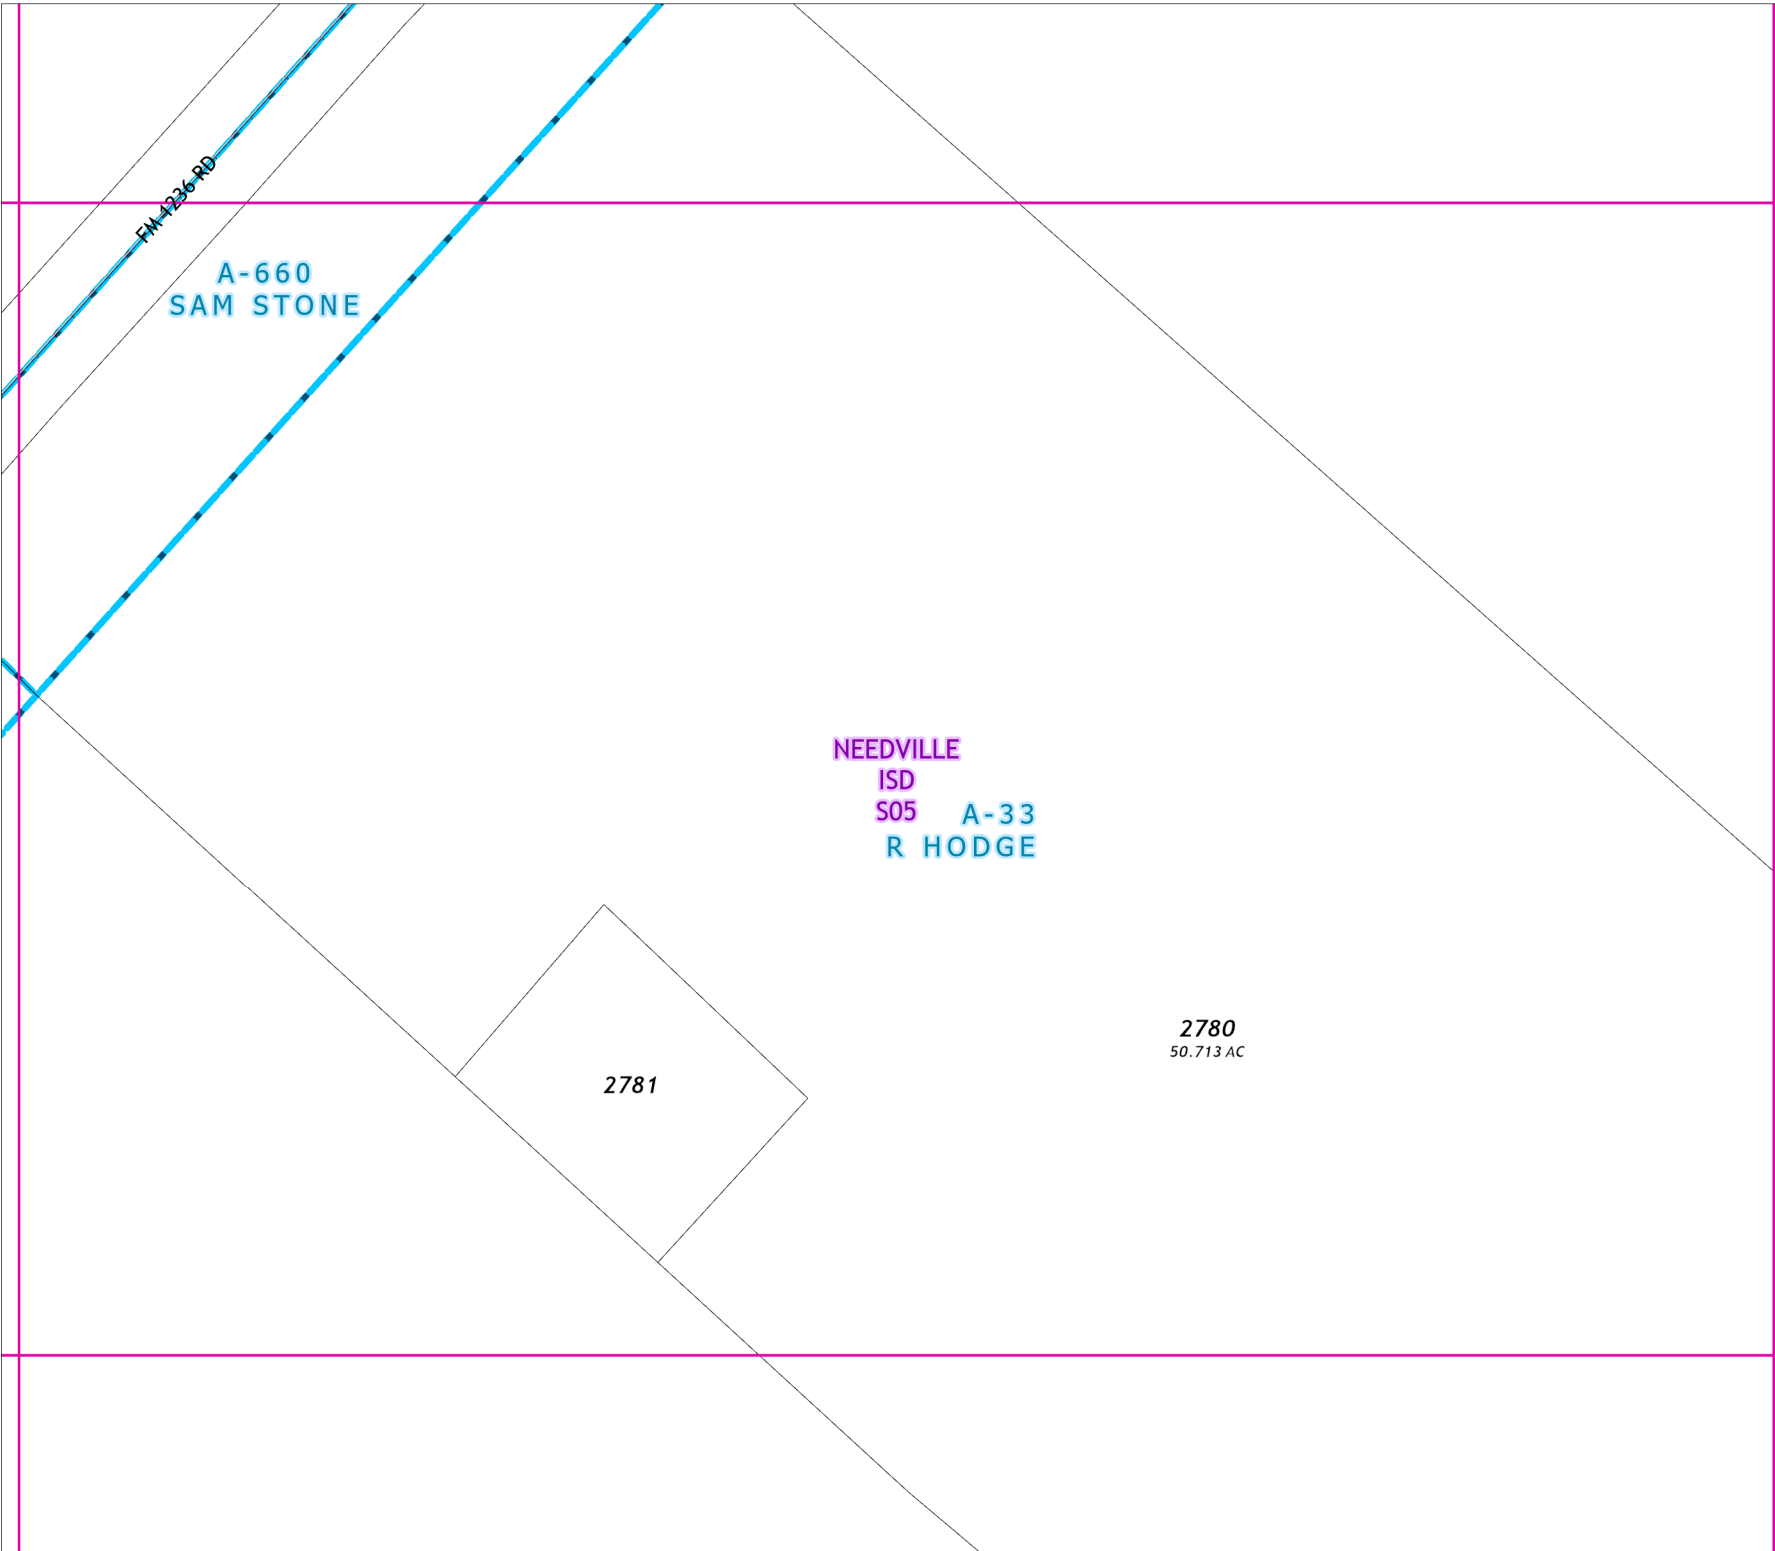 FM 1236 RD
A-660
SAM STONE
NEEDVILLE
ISD
S05
A-33
R HODGE
2780
50.713 AC
2781